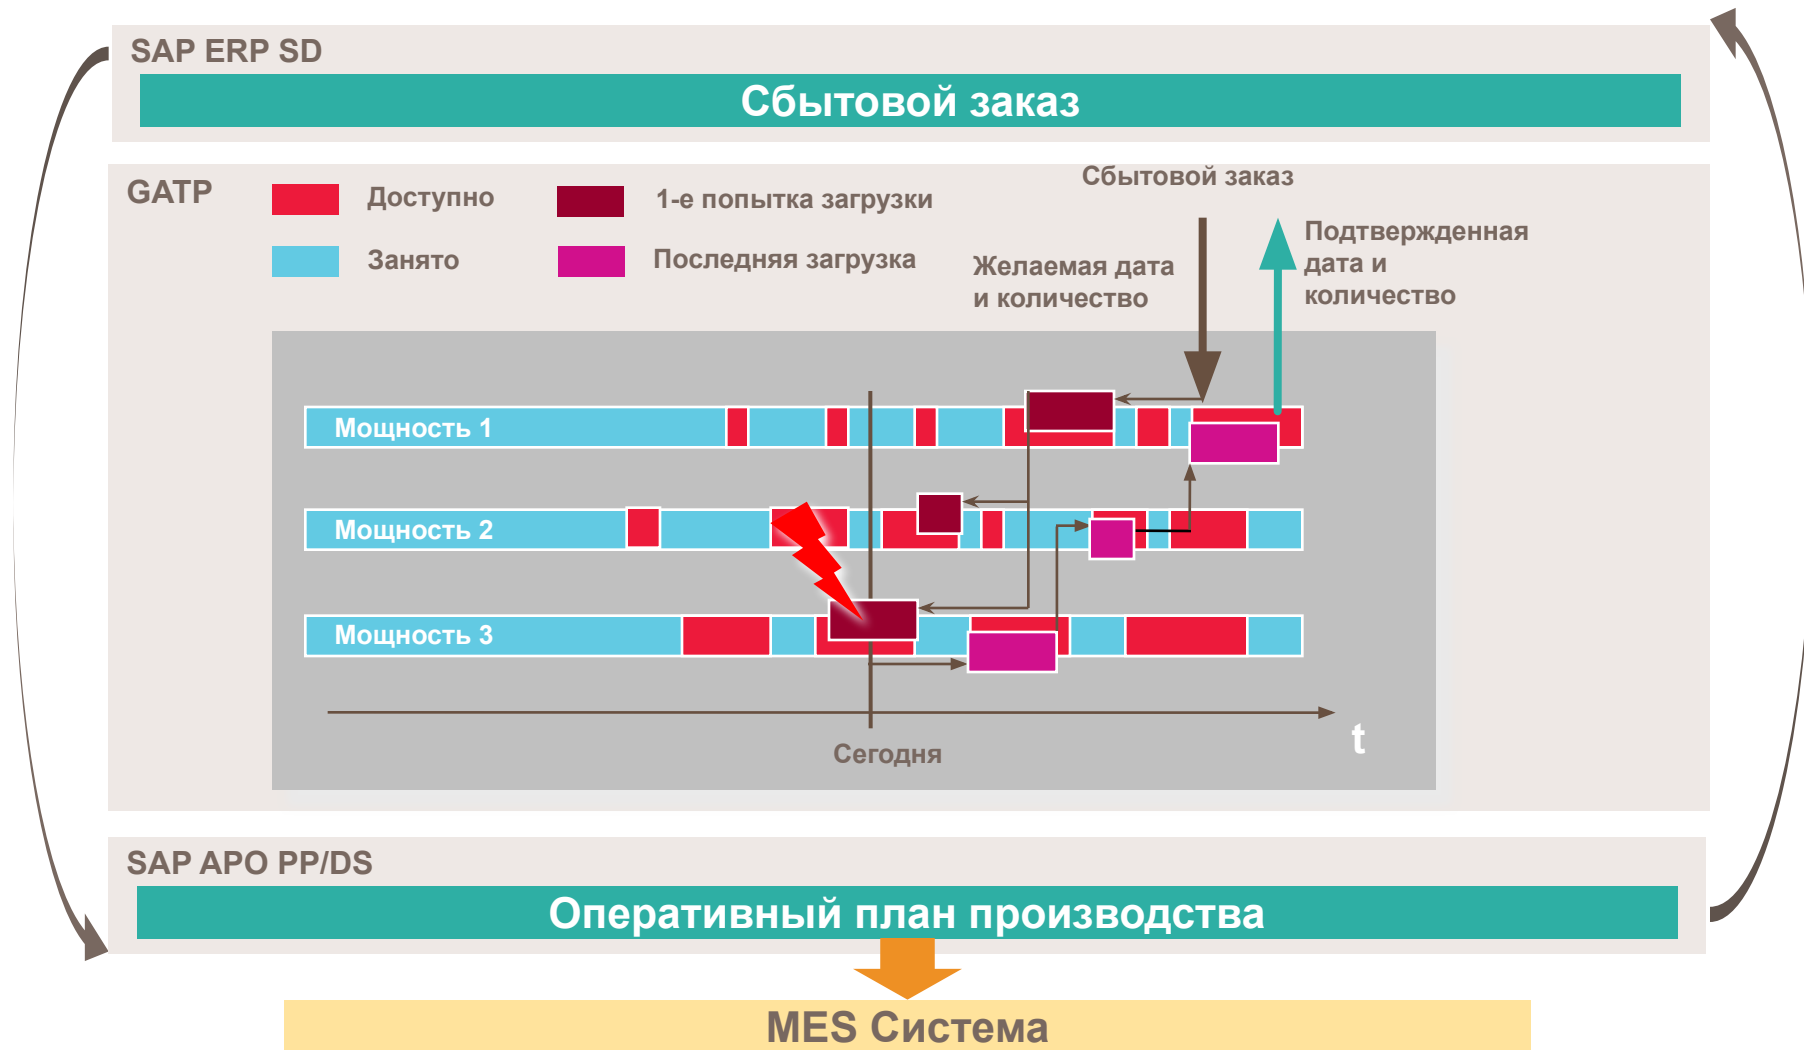 SAP ERP SD
Сбытовой заказ
GATP
Доступно
1-е попытка загрузки
Занято
Последняя загрузка
Сбытовой заказ
Желаемая дата
и количество
Подтвержденная
дата и
количество
Мощность 1
Мощность 2
Мощность 3
Сегодня
t
SAP APO PP/DS
Оперативный план производства
MES Система